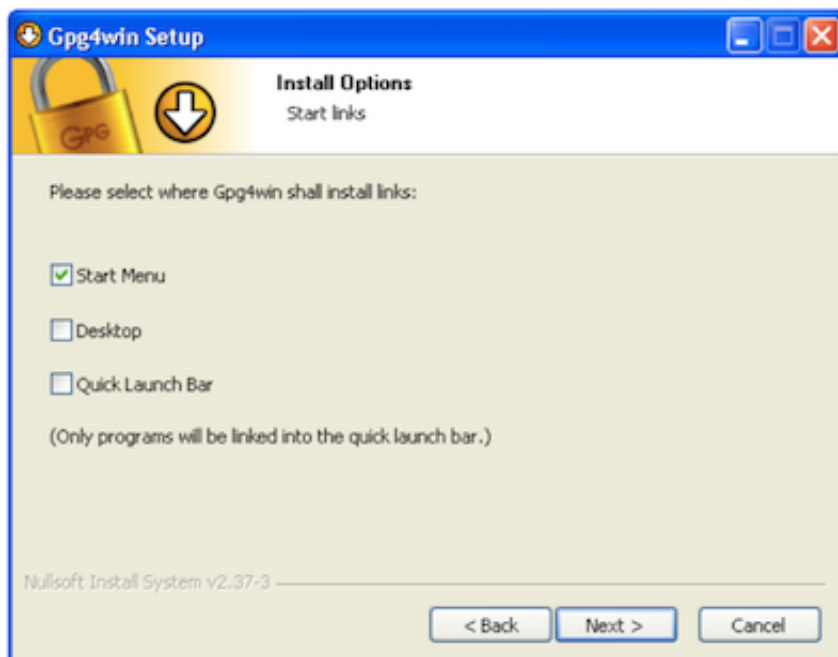 Gpg4win Setup
Install Options
Start links
GPG
Please select where Gpg4win shall install links:
Start Menu
Desktop
Quick Launch Bar
(Only programs will be linked into the quick launch bar.)
Nullsoft Install System v2.37-3
< Back
Next >
Cancel